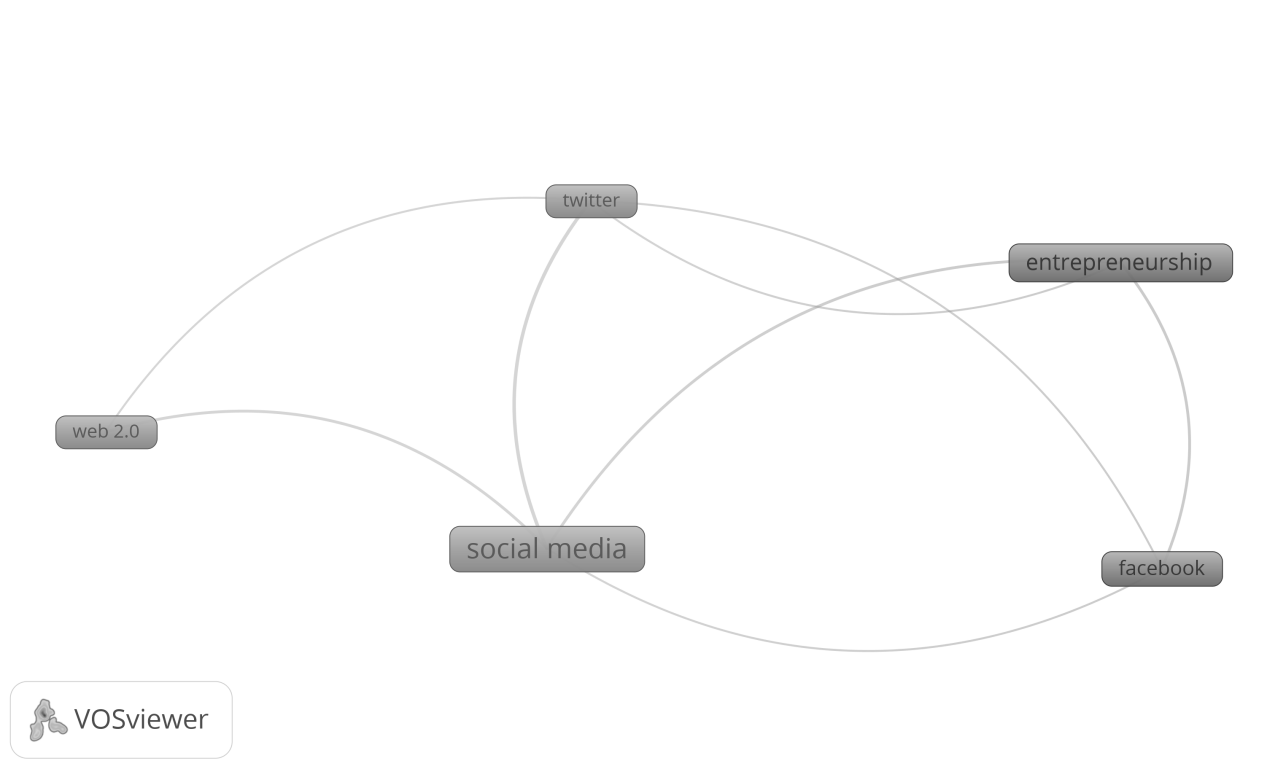 twitter
entrepreneurship
web 2.0
social media
facebook
VOSviewer